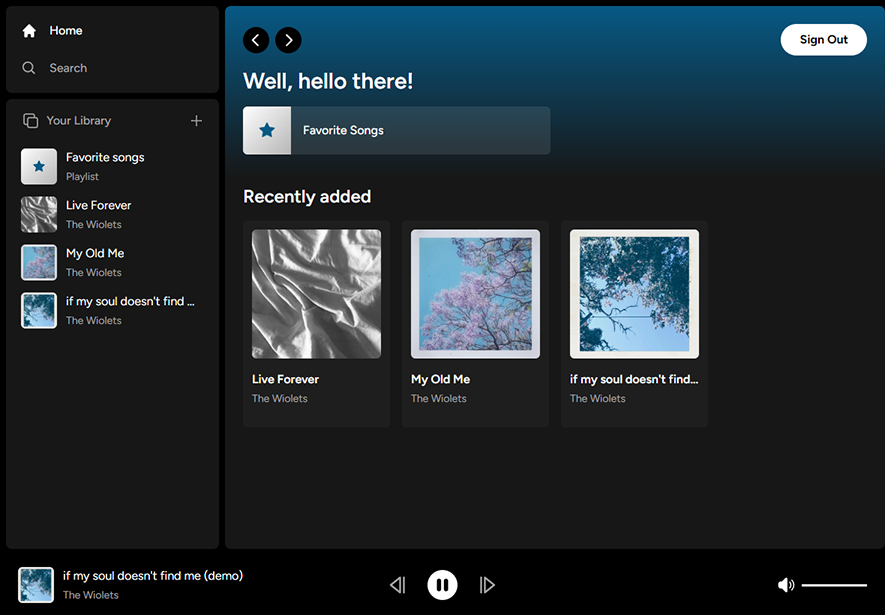 Home
Search
Your Library
Favorite songs
Playlist
Live Forever
The Wiolets
My Old Me
The Wiolets
if my soul doesn't find ...
The Wiolets
Sign Out
Well, hello there!
Favorite Songs
Recently added
Live Forever
The Wiolets
My Old Me
The Wiolets
if my soul doesn't find...
The Wiolets
if my soul doesn't find me (demo)
The Wiolets